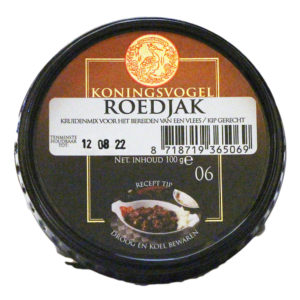 KONINGSVOGEL
ROEDJAK
KRUIDENMIX VOOR HET BEREIDEN VAN EEN VLEES / KIP GERECHT
TENMINSTE
HOUDBAAR
TOT
12 08 22
8 718719 365069
NET. INHOUD 100 g e
06
RECEPT TIP
DROOG EN KOEL BEWAREN